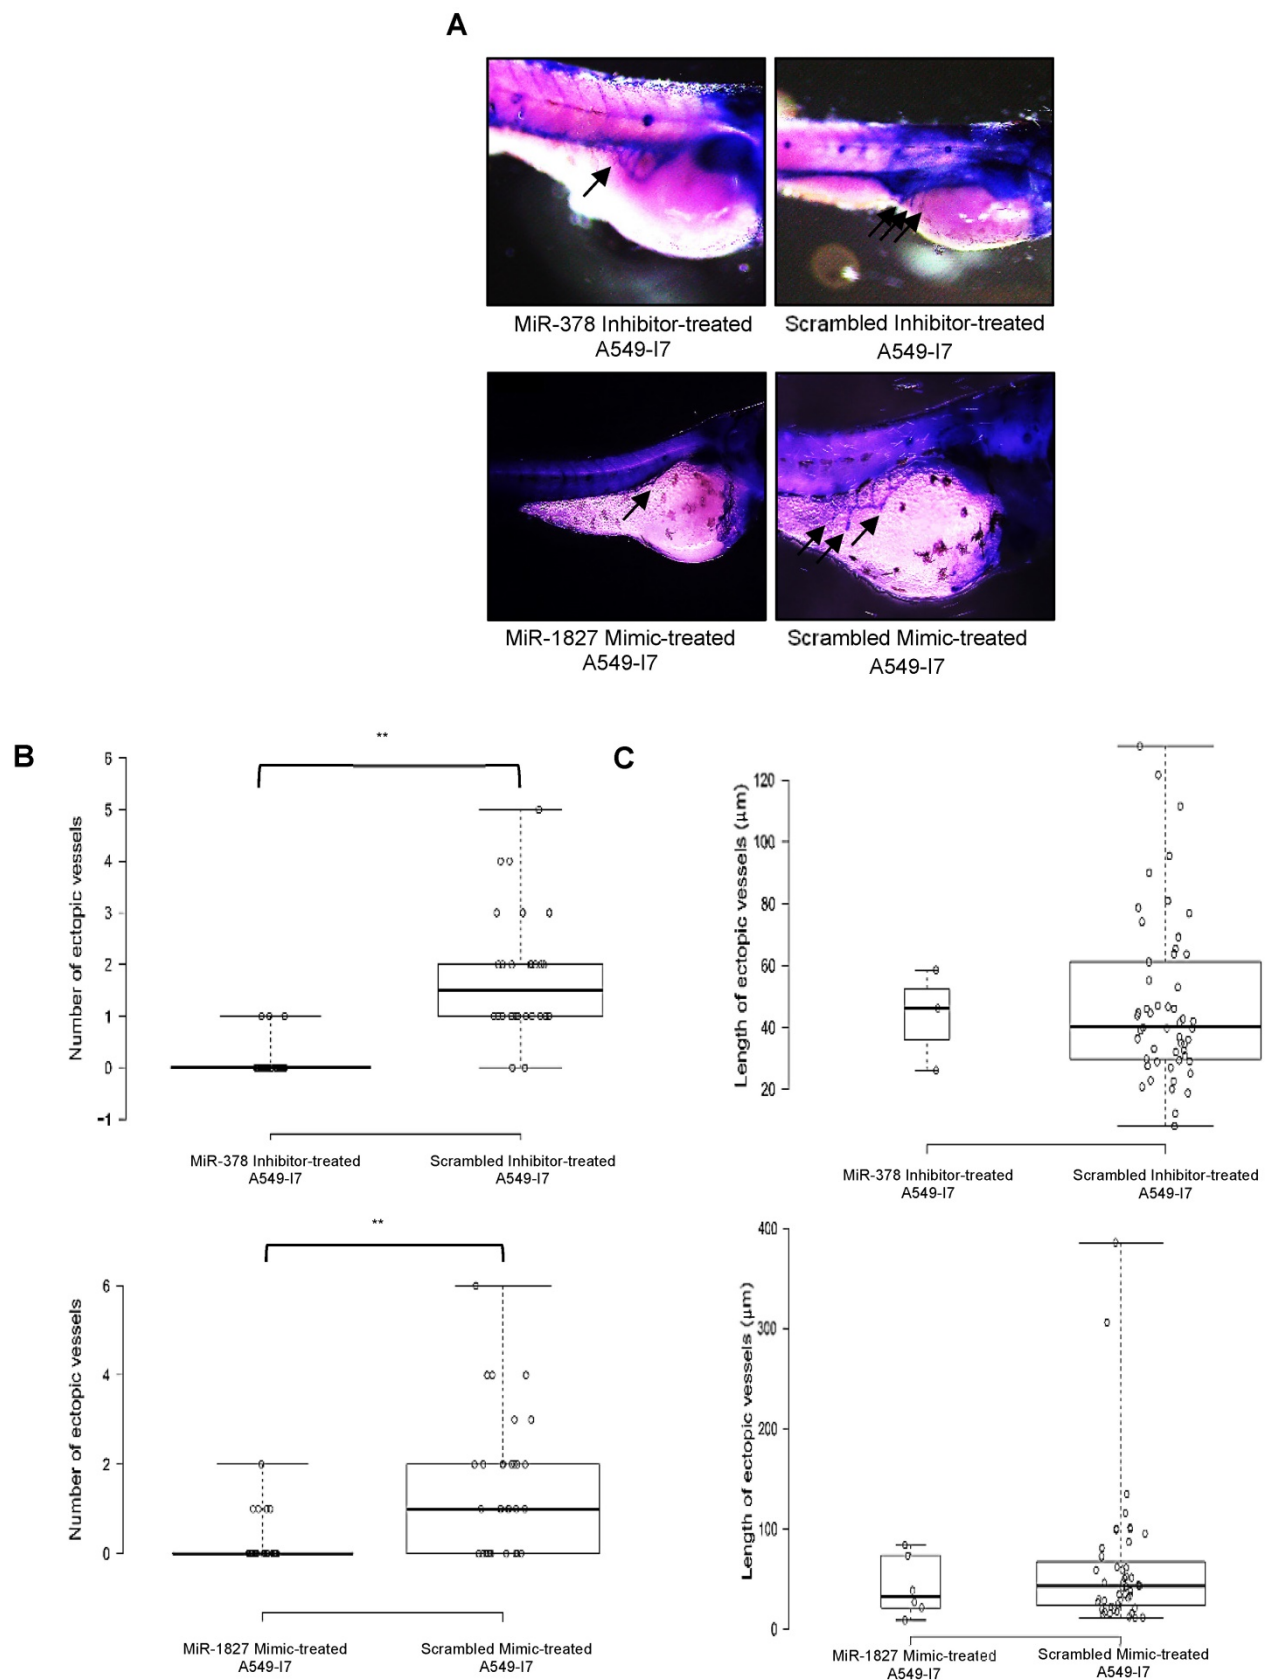 A
MiR-378 Inhibitor-treated
A549-I7
Scrambled Inhibitor-treated
A549-I7
MiR-1827 Mimic-treated
A549-I7
Scrambled Mimic-treated
A549-I7
B
**
Number of ectopic vessels
6
5
4
3
2
1
0
-1
MiR-378 Inhibitor-treated
A549-I7
Scrambled Inhibitor-treated
A549-I7
C
Length of ectopic vessels (µm)
120
100
80
60
40
20
MiR-378 Inhibitor-treated
A549-I7
Scrambled Inhibitor-treated
A549-I7
**
Number of ectopic vessels
6
4
2
0
MiR-1827 Mimic-treated
A549-I7
Scrambled Mimic-treated
A549-I7
Length of ectopic vessels (µm)
400
300
200
100
0
MiR-1827 Mimic-treated
A549-I7
Scrambled Mimic-treated
A549-I7